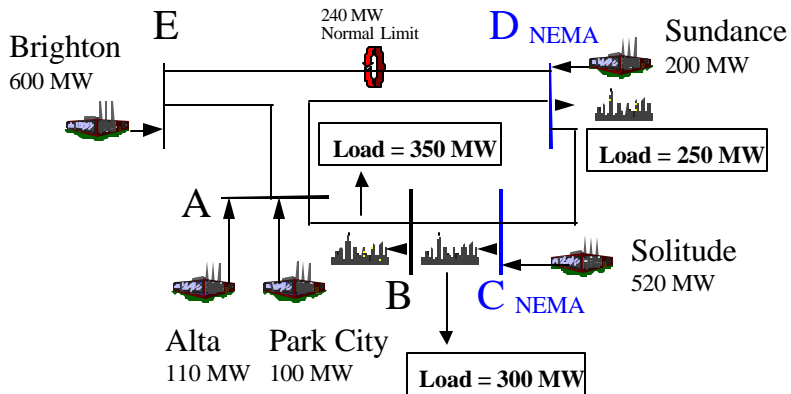 E
240 MW
Normal Limit
D NEMA
Sundance
200 MW
Brighton
600 MW
Load = 350 MW
Load = 250 MW
A
B
C NEMA
Solitude
520 MW
Alta
110 MW
Park City
100 MW
Load = 300 MW